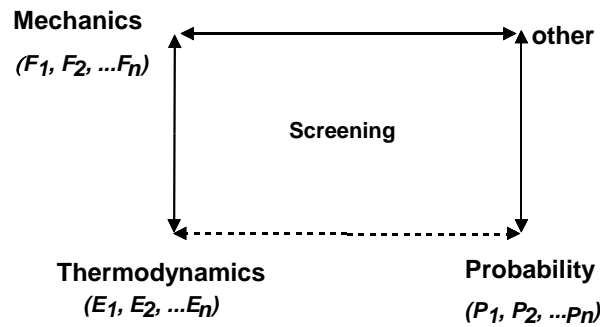 Mechanics
other
(F1, F2, ...Fn)
Screening
Thermodynamics
Probability
(E1, E2, ...En)
(P1, P2, ...Pn)